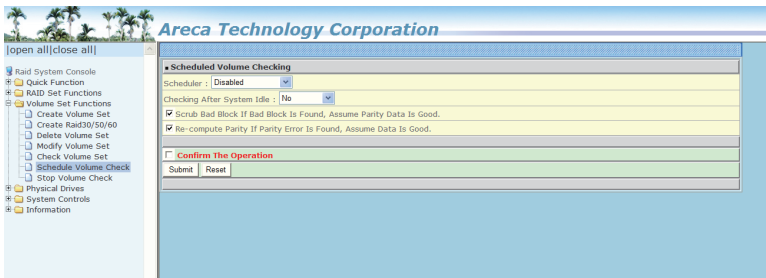 Areca Technology Corporation
|open all|close all|
Raid System Console
Quick Function
RAID Set Functions
Volume Set Functions
Create Volume Set
Create Raid30/50/60
Delete Volume Set
Modify Volume Set
Check Volume Set
Schedule Volume Check
Stop Volume Check
Physical Drives
System Controls
Information
Scheduled Volume Checking
Scheduler : Disabled
Checking After System Idle : No
Scrub Bad Block If Bad Block Is Found, Assume Parity Data Is Good.
Re-compute Parity If Parity Error Is Found, Assume Data Is Good.
Confirm The Operation
Submit Reset